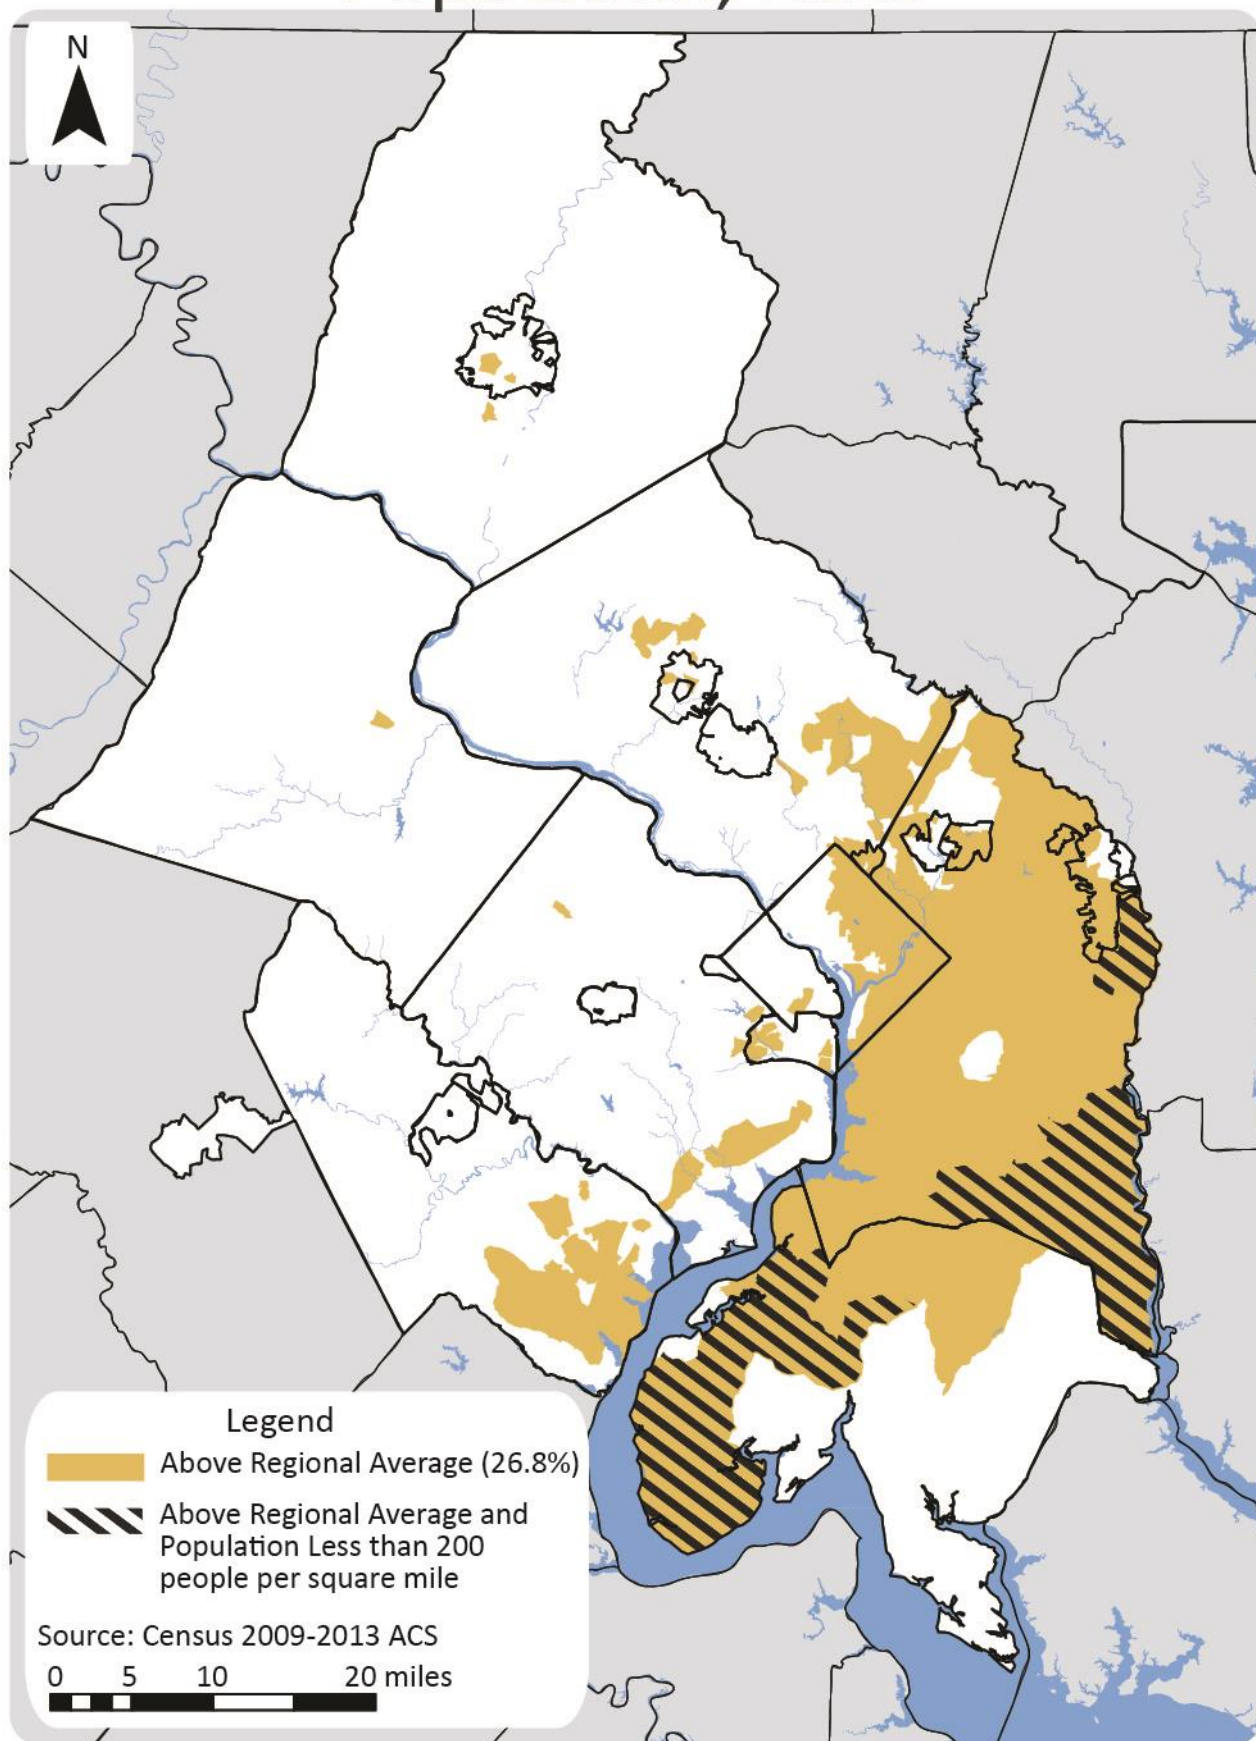 N
Legend
Above Regional Average (26.8%)
Above Regional Average and
Population Less than 200
people per square mile
Source: Census 2009-2013 ACS
0 5 10 20 miles